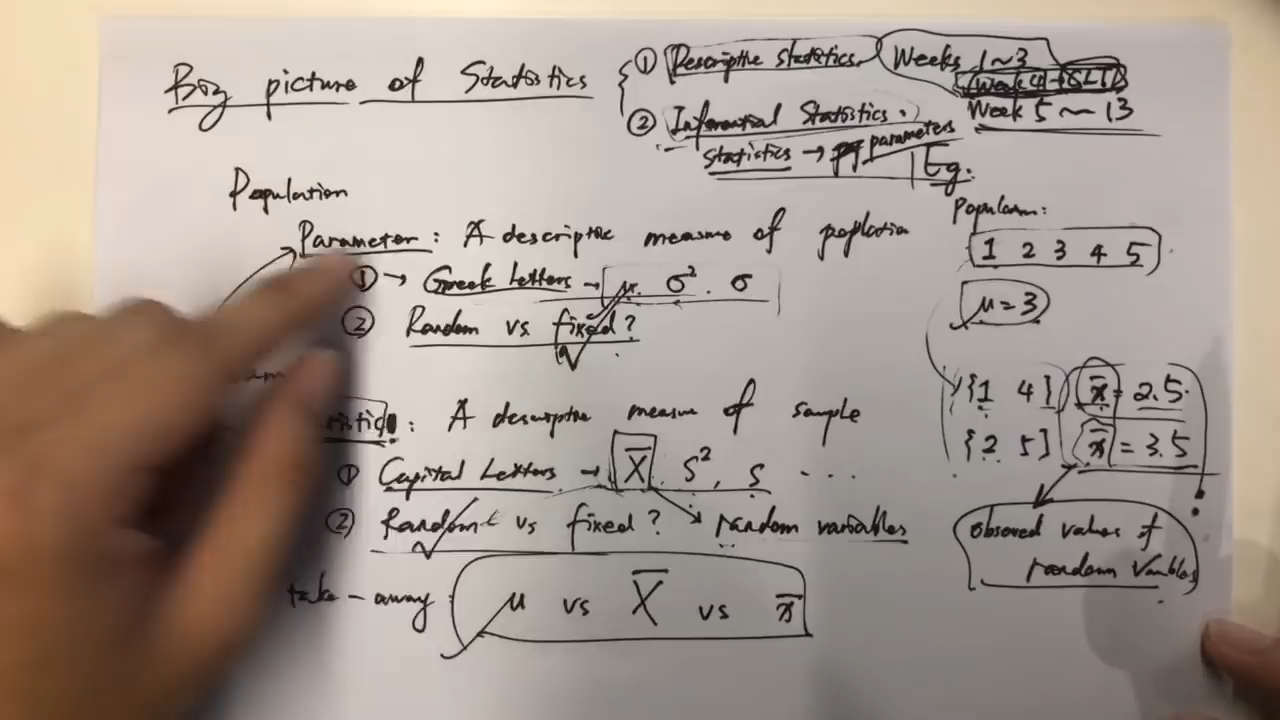 Big picture of Statistics
① Descriptive Statistics. Weeks 1~3
② Inferential Statistics. Week 5 ~ 13
Statistics → parameters
Eg.
Population
Parameter : A descriptive measure of population
① → Greek Letters → μ. σ². σ
② Random vs fixed?
: A descriptive measure of sample
① Capital Letters → X̄, S², S ....
② Random vs fixed? random variables
take-away: μ vs X̄ vs x̄
Population:
1 2 3 4 5
μ = 3
{1 4} x̄ = 2.5
{2 5} x̄ = 3.5
observed values of
random variables